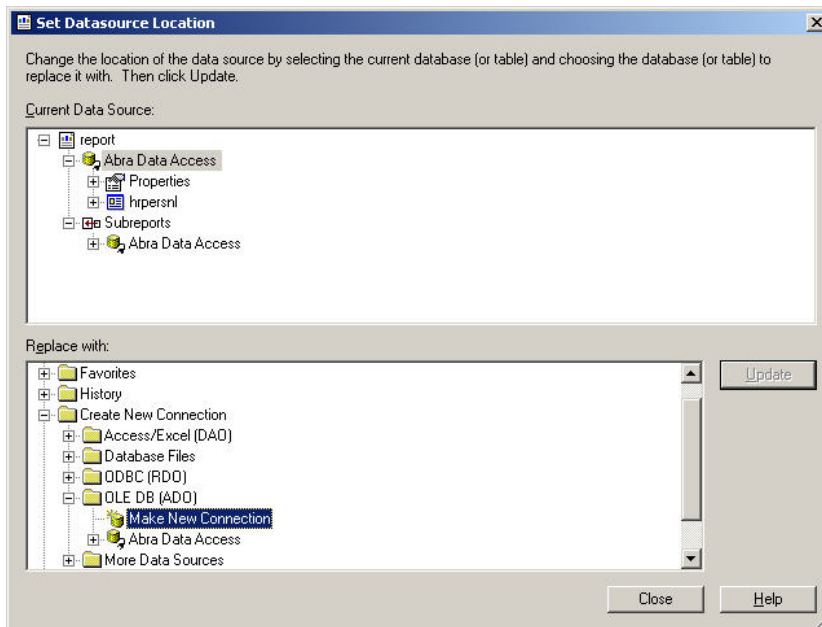 Set Datasource Location
Change the location of the data source by selecting the current database (or table) and choosing the database (or table) to
replace it with. Then click Update.
Current Data Source:
report
Abra Data Access
Properties
hrpersnl
Subreports
Abra Data Access
Replace with:
Favorites
Update
History
Create New Connection
Access/Excel (DAO)
Database Files
ODBC (RDO)
OLE DB (ADO)
Make New Connection
Abra Data Access
More Data Sources
Close
Help